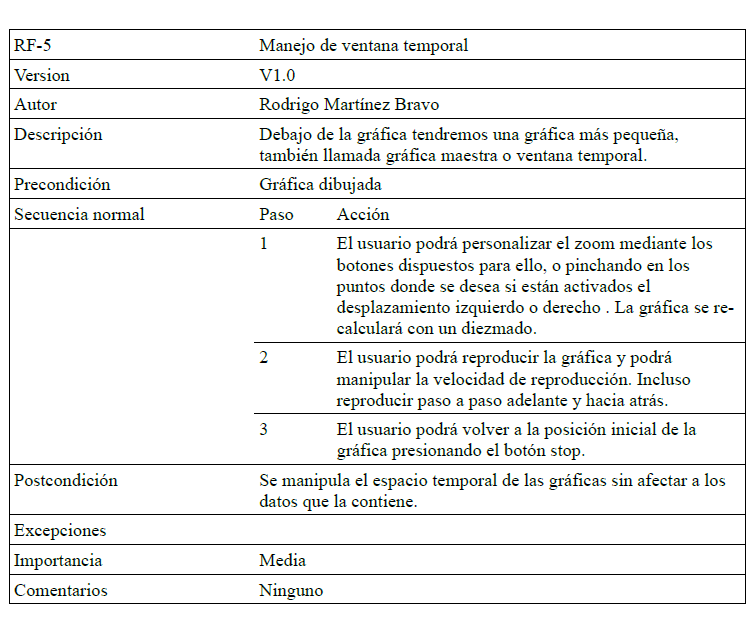 RF-5 Manejo de ventana temporal
Version V1.0
Autor Rodrigo Martínez Bravo
Descripción Debajo de la gráfica tendremos una gráfica más pequeña,
también llamada gráfica maestra o ventana temporal.
Precondición Gráfica dibujada
Secuencia normal Paso Acción
1 El usuario podrá personalizar el zoom mediante los
botones dispuestos para ello, o pinchando en los
puntos donde se desea si están activados el
desplazamiento izquierdo o derecho . La gráfica se re-
calculará con un diezmado.
2 El usuario podrá reproducir la gráfica y podrá
manipular la velocidad de reproducción. Incluso
reproducir paso a paso adelante y hacia atrás.
3 El usuario podrá volver a la posición inicial de la
gráfica presionando el botón stop.
Postcondición Se manipula el espacio temporal de las gráficas sin afectar a los
datos que la contiene.
Excepciones
Importancia Media
Comentarios Ninguno